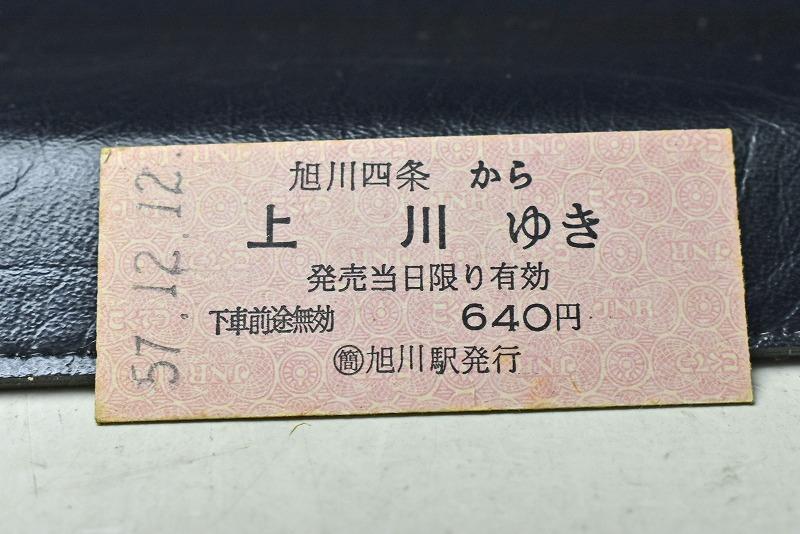 57.12.12.
旭川四条 から
上川 ゆき
発売当日限り有効
下車前途無効 640円
㊢旭川駅発行